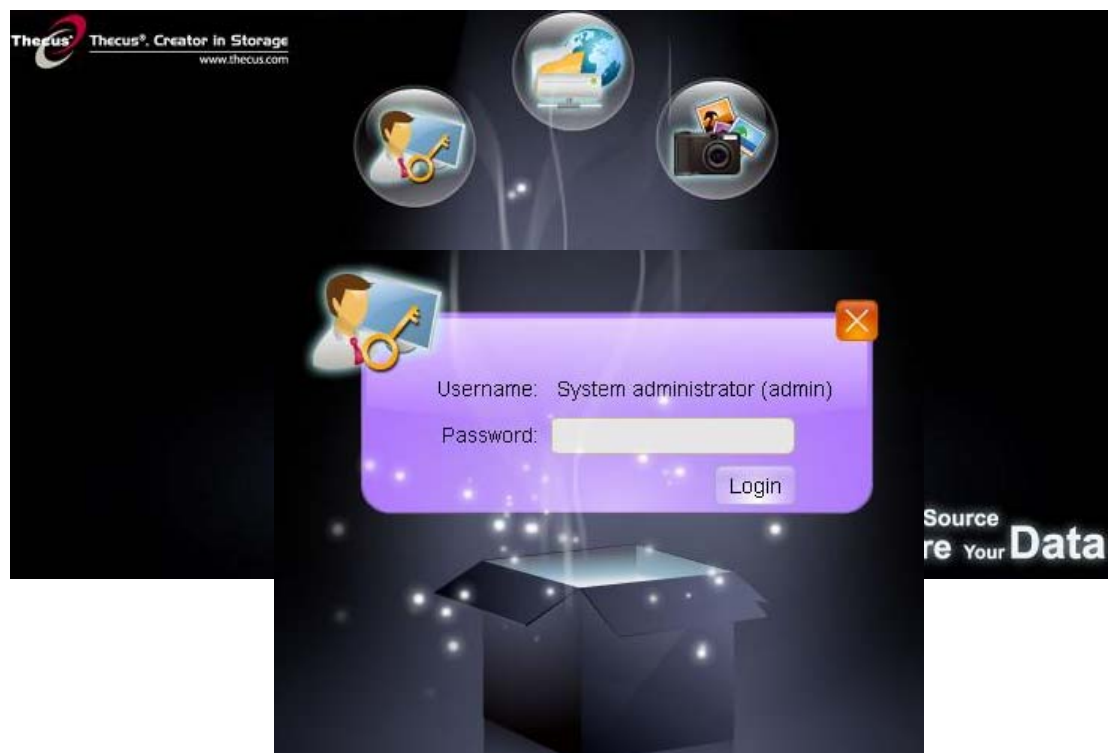 Thecus® Thecus®. Creator in Storage
www.thecus.com
Username: System administrator (admin)
Password:
Login
Source
re Your Data